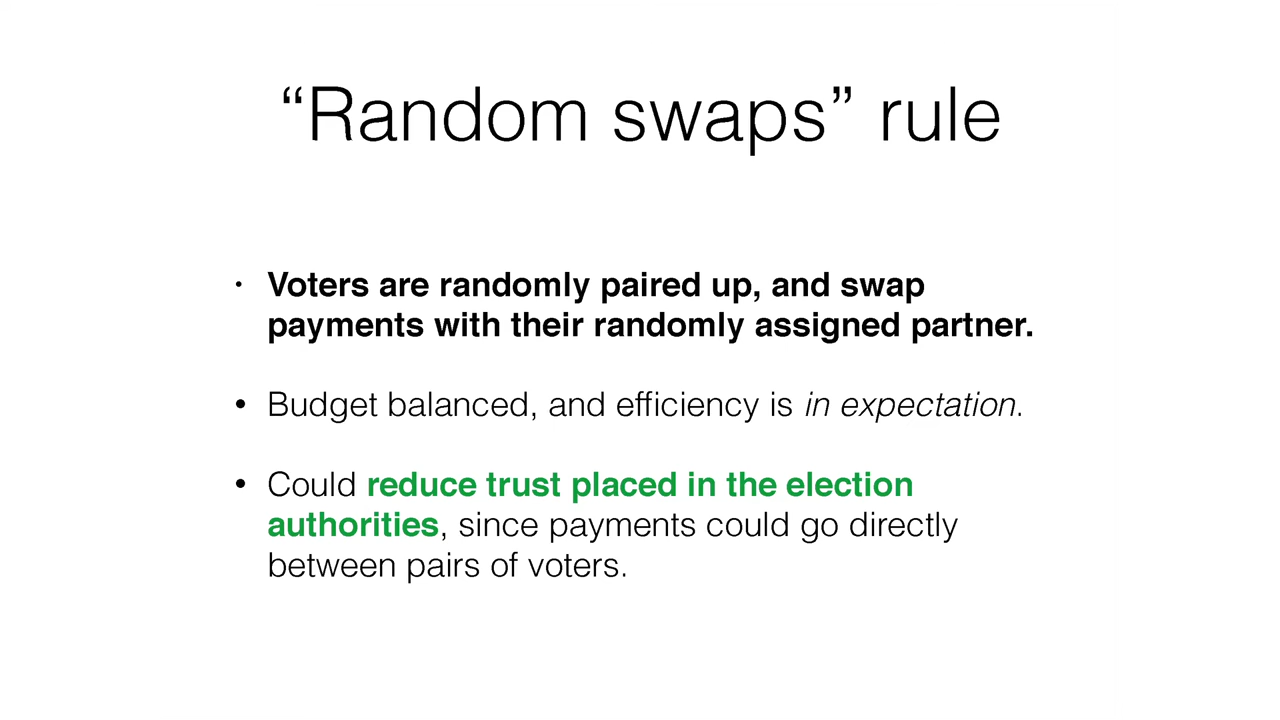 “Random swaps” rule
• Voters are randomly paired up, and swap
payments with their randomly assigned partner.
• Budget balanced, and efficiency is in expectation.
• Could reduce trust placed in the election
authorities, since payments could go directly
between pairs of voters.